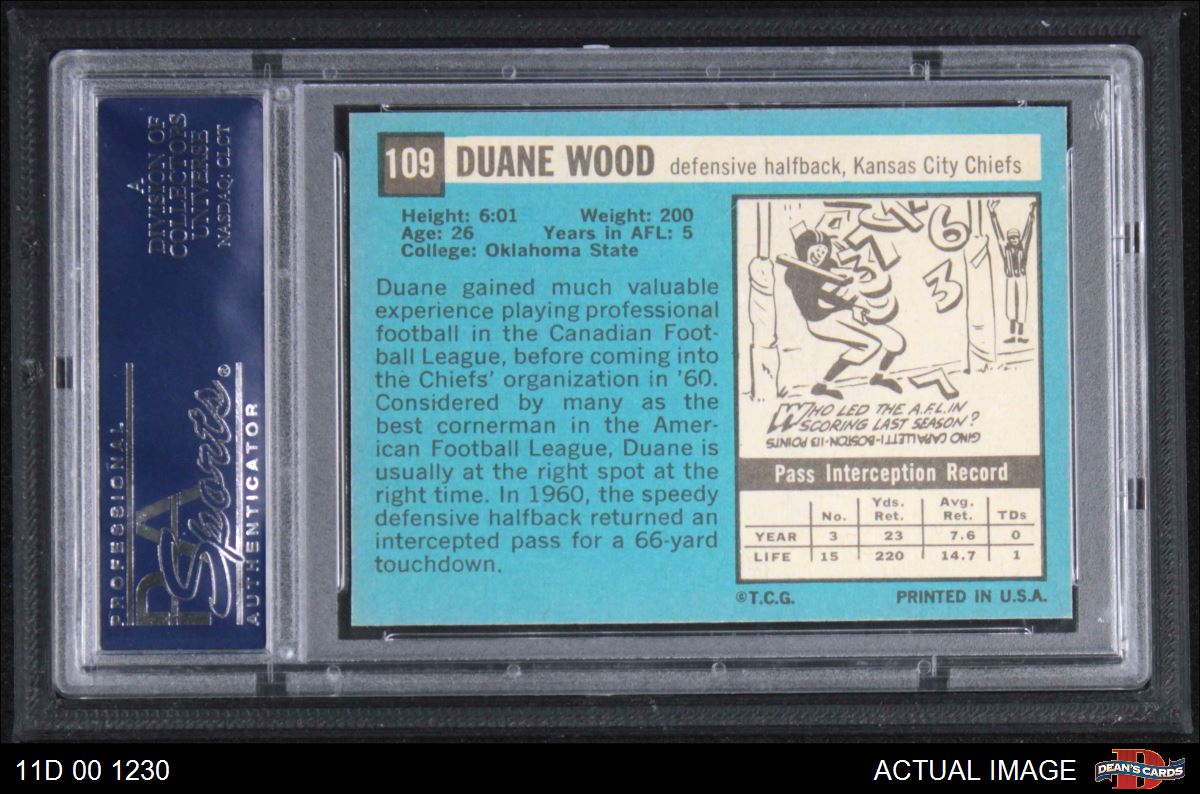 A
DIVISION OF
COLLECTORS
UNIVERSE
NASDAQ: CLCT
PROFESSIONAL
PSA
Sports®
AUTHENTICATOR
109 DUANE WOOD defensive halfback, Kansas City Chiefs
Height: 6:01 Weight: 200
Age: 26 Years in AFL: 5
College: Oklahoma State
Duane gained much valuable
experience playing professional
football in the Canadian Foot-
ball League, before coming into
the Chiefs' organization in '60.
Considered by many as the
best cornerman in the Amer-
ican Football League, Duane is
usually at the right spot at the
right time. In 1960, the speedy
defensive halfback returned an
intercepted pass for a 66-yard
touchdown.
6
37
3
7
WHO LED THE A.F.L. IN
SCORING LAST SEASON?
GINO CAPALLETTI-BOSTON-113 POINTS
Pass Interception Record
No. Yds. Ret. Avg. Ret. TDs
YEAR 3 23 7.6 0
LIFE 15 220 14.7 1
©T.C.G. PRINTED IN U.S.A.
11D 00 1230
ACTUAL IMAGE
D
DEAN'S CARDS